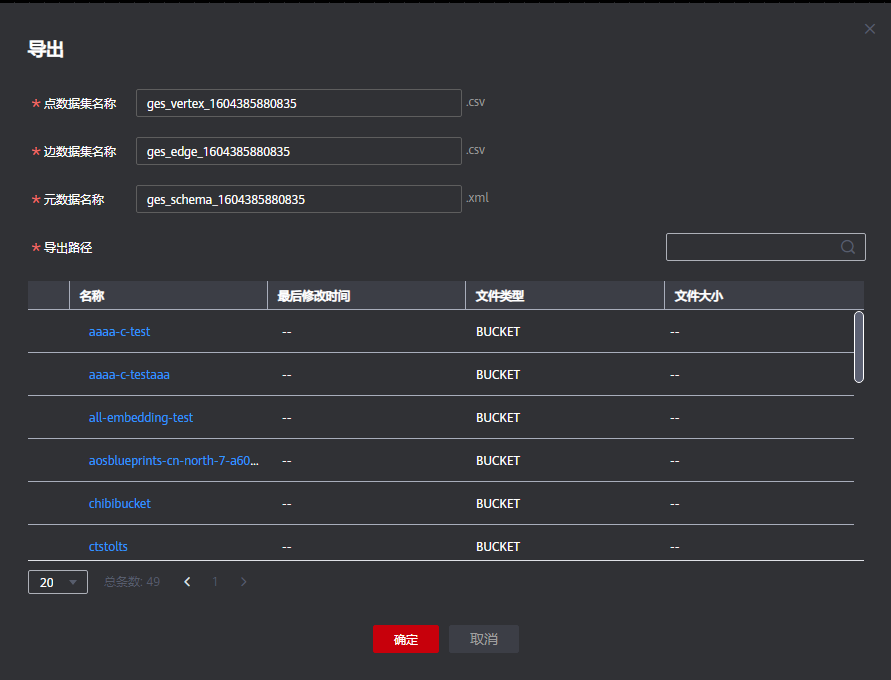 导出
* 点数据集名称 ges_vertex_1604385880835 .csv
* 边数据集名称 ges_edge_1604385880835 .csv
* 元数据名称 ges_schema_1604385880835 .xml
* 导出路径
名称 最后修改时间 文件类型 文件大小
aaaa-c-test -- BUCKET --
aaaa-c-testaaa -- BUCKET --
all-embedding-test -- BUCKET --
aosblueprints-cn-north-7-a60... -- BUCKET --
chibibucket -- BUCKET --
ctstolts -- BUCKET --
20 总条数: 49 1
确定 取消